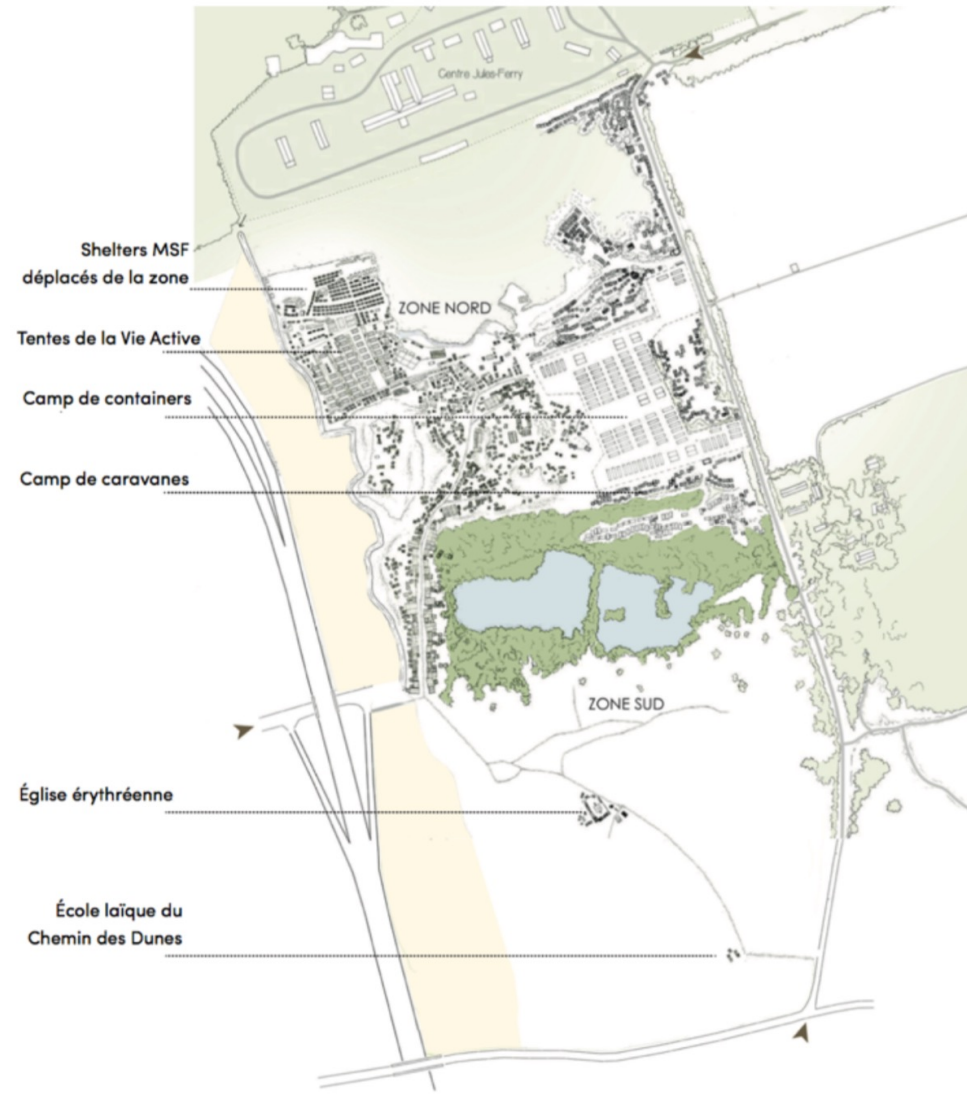 Centre Jules-Ferry
Shelters MSF
déplacés de la zone
ZONE NORD
Tentes de la Vie Active
Camp de containers
Camp de caravanes
ZONE SUD
Église érythréenne
École laïque du
Chemin des Dunes